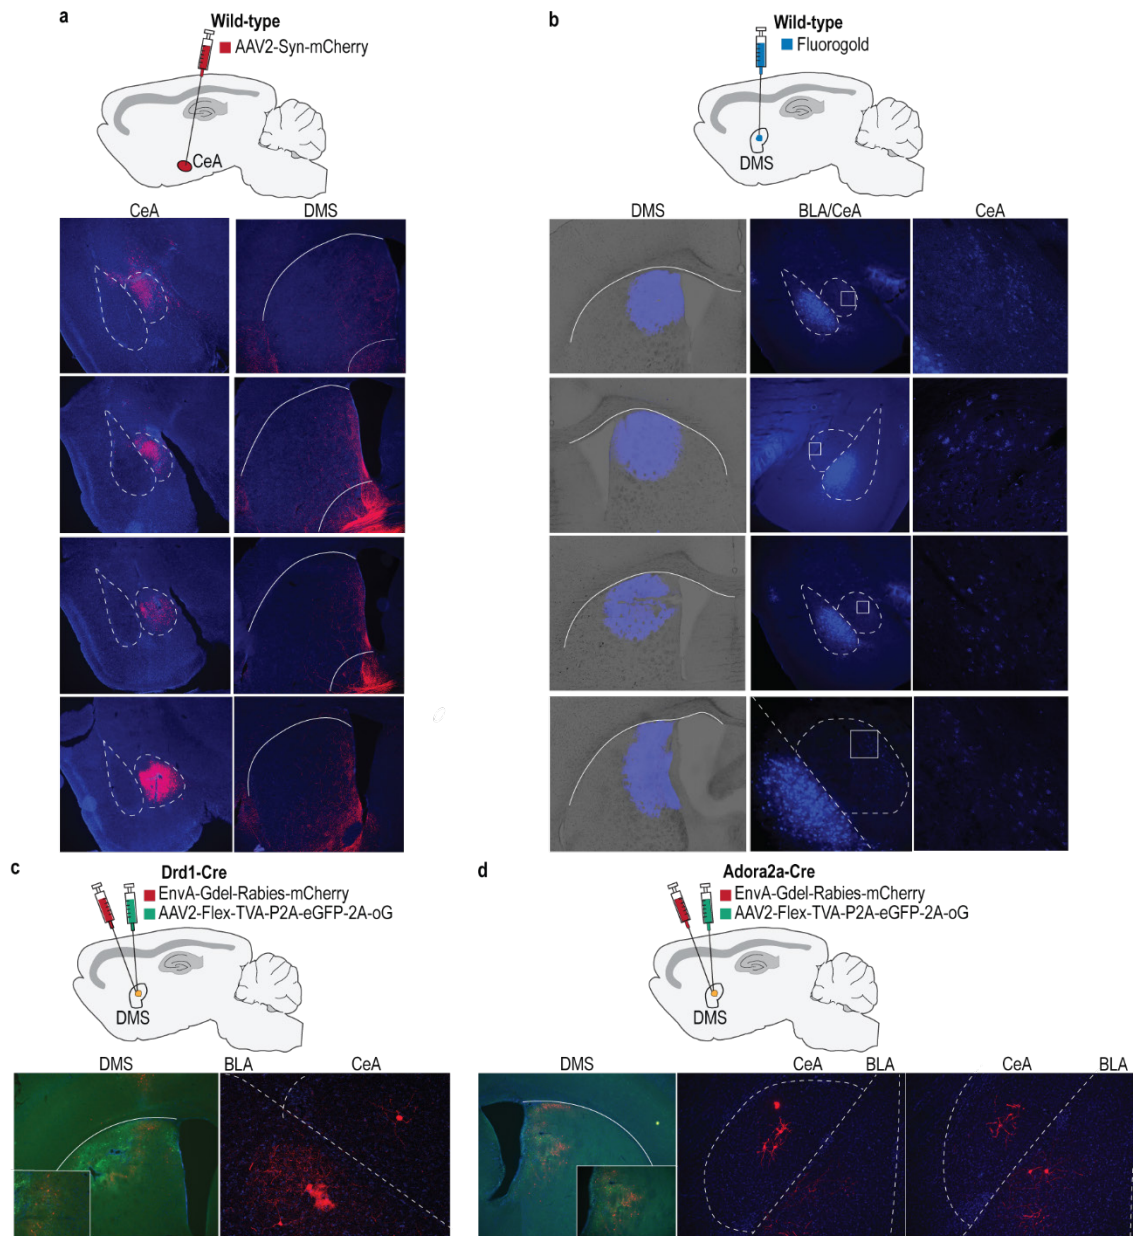 a
Wild-type
AAV2-Syn-mCherry
CeA
CeA DMS
b
Wild-type
Fluorogold
DMS
DMS BLA/CeA CeA
c
Drd1-Cre
EnvA-Gdel-Rabies-mCherry
AAV2-Flex-TVA-P2A-eGFP-2A-oG
DMS
DMS BLA CeA
d
Adora2a-Cre
EnvA-Gdel-Rabies-mCherry
AAV2-Flex-TVA-P2A-eGFP-2A-oG
DMS
DMS CeA BLA CeA BLA